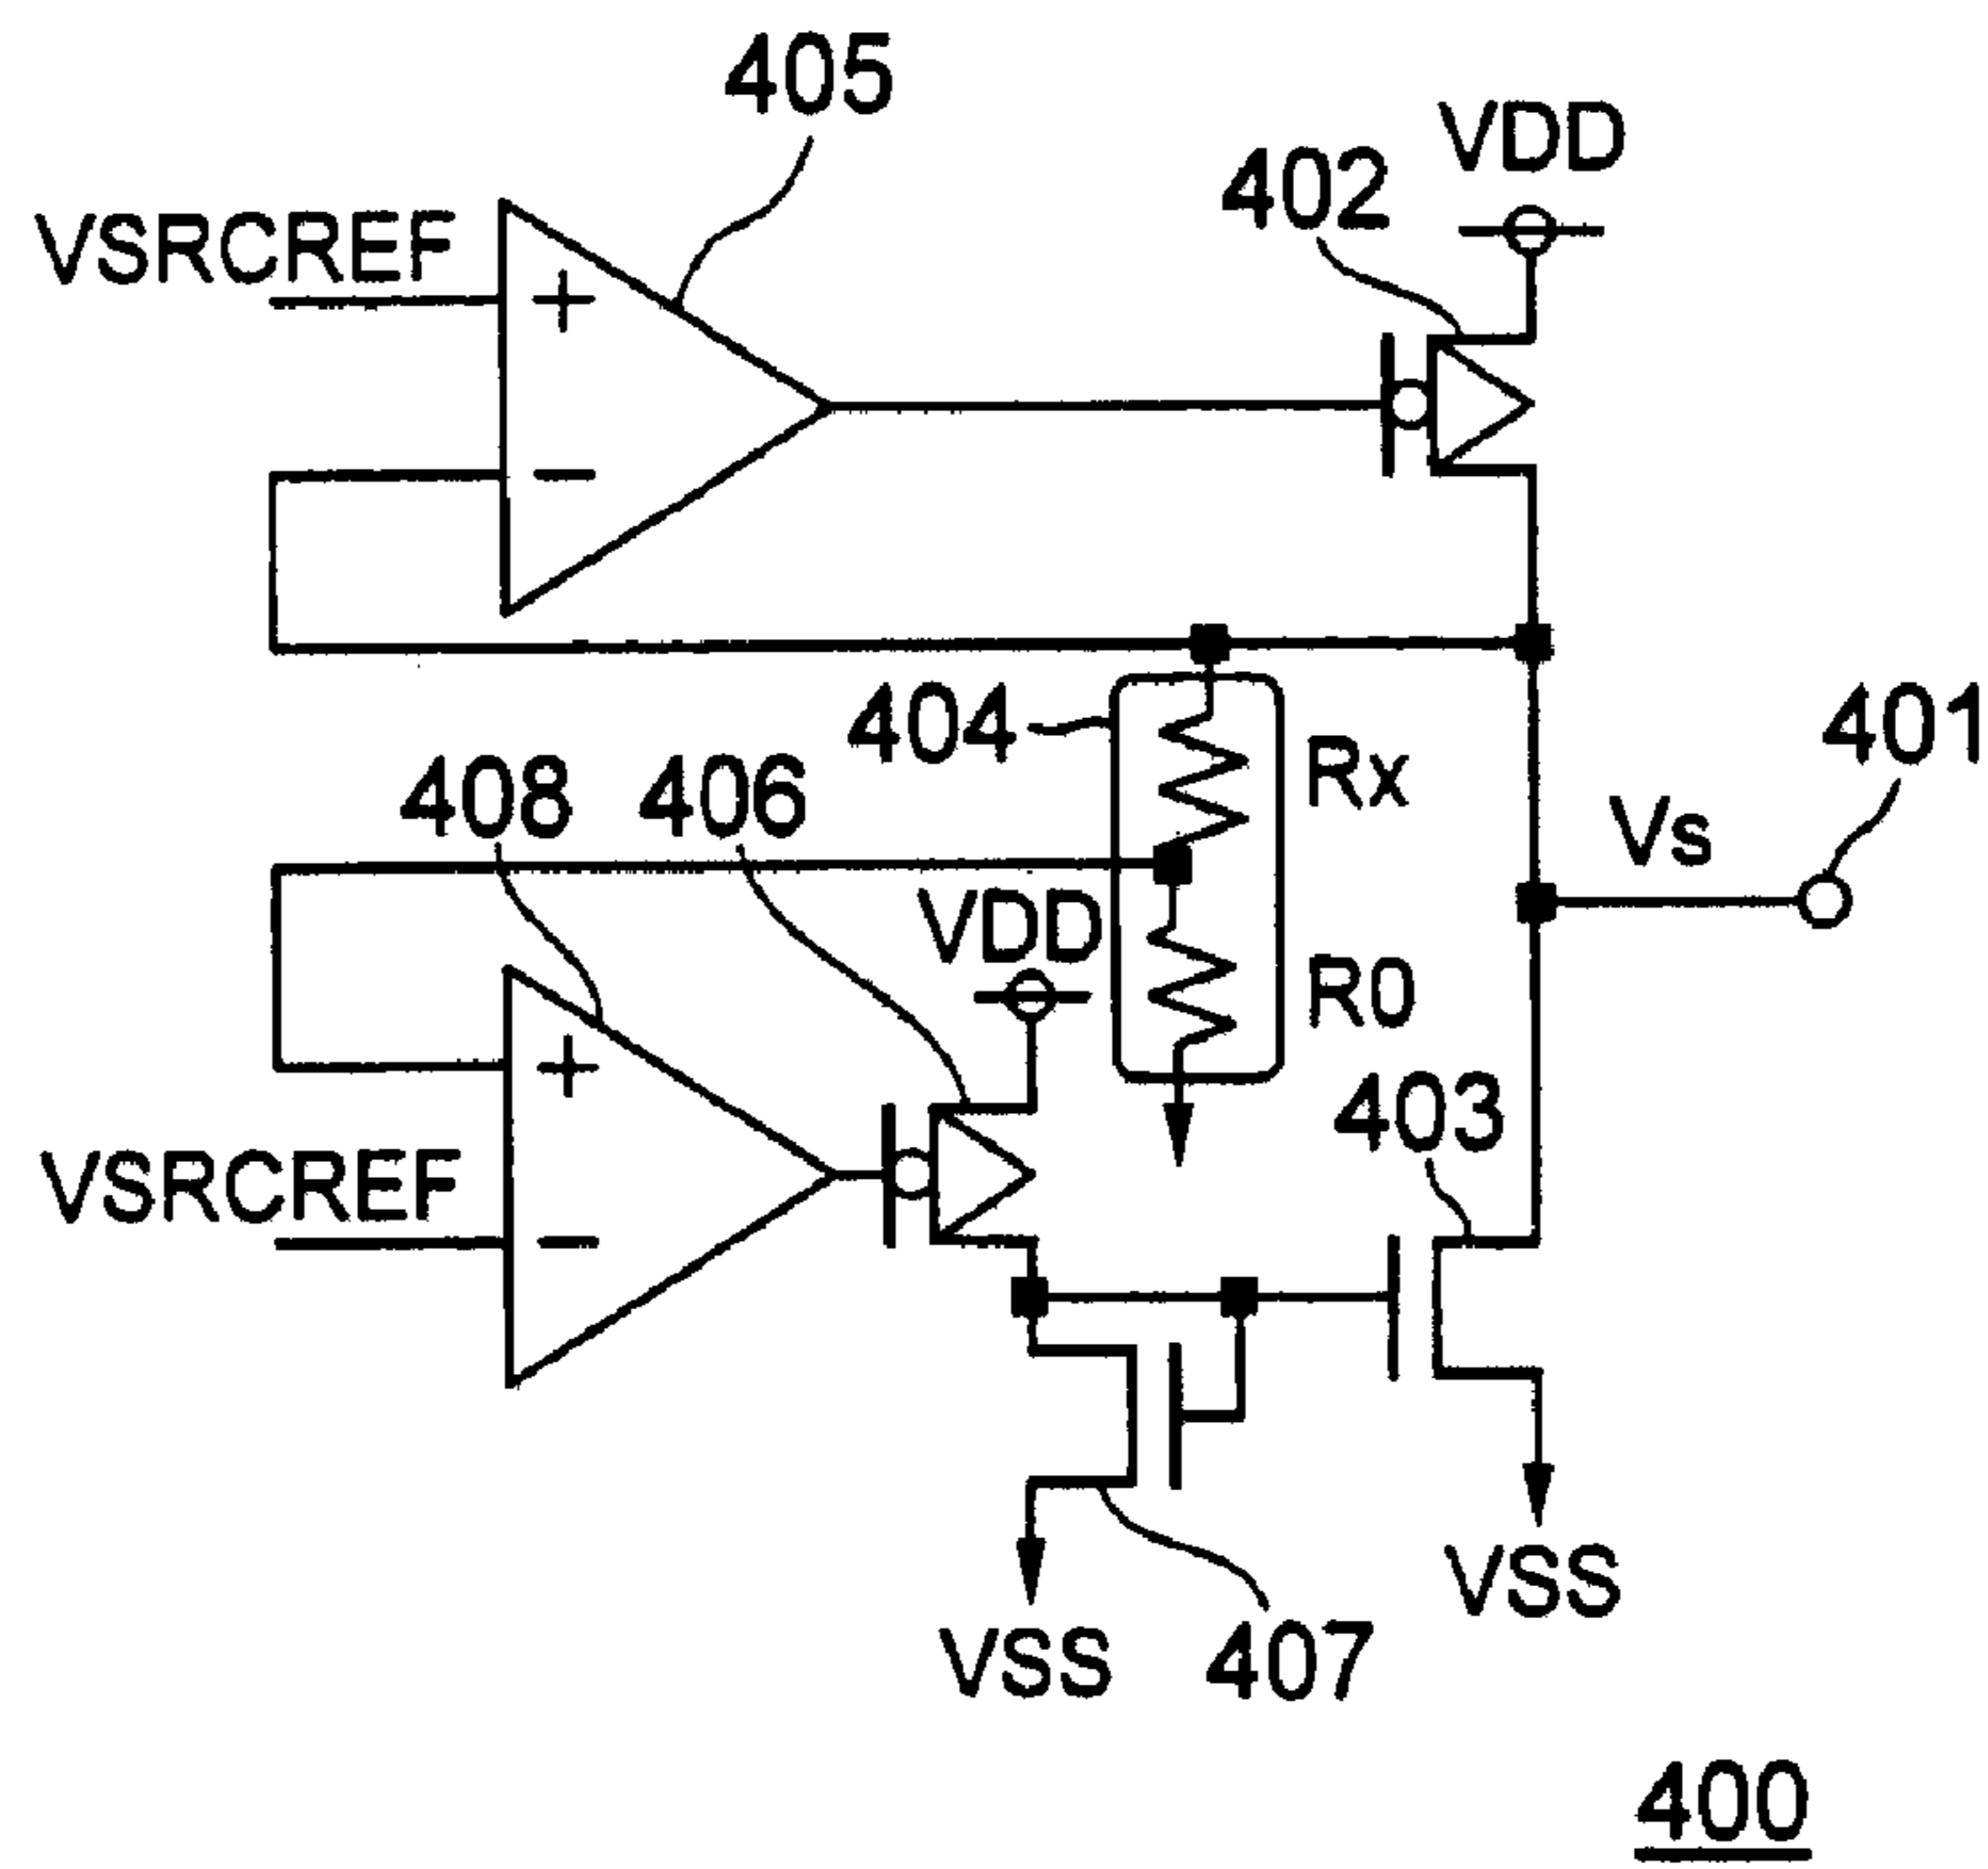 405
VDD
402
VSRCREF
+
−
404
Rx
401
408
406
Vs
VDD
R0
+
403
VSRCREF
−
VSS
VSS
407
400